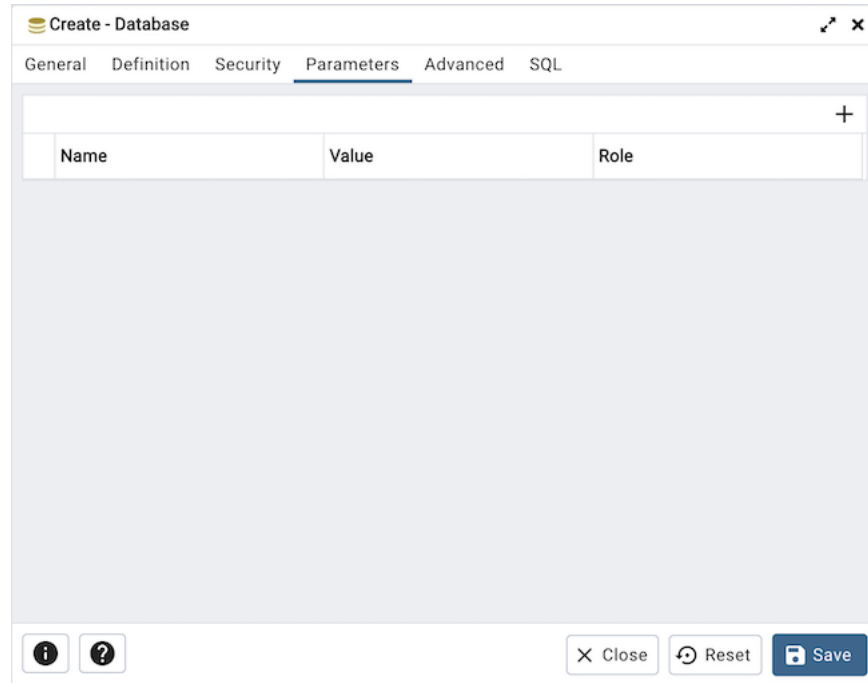 Create - Database
General Definition Security Parameters Advanced SQL
Name Value Role
Close Reset Save